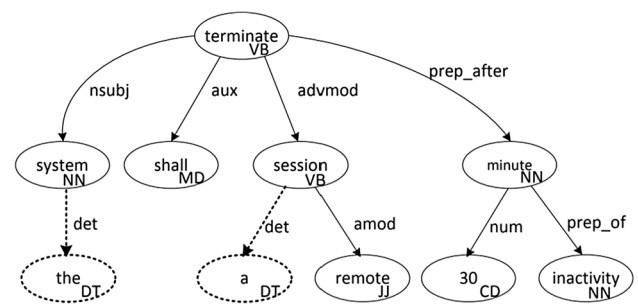 terminate
VB
prep_after
nsubj
aux
advmod
system
NN
shall
MD
session
VB
minute
NN
det
det
amod
num
prep_of
the
DT
a
DT
remote
JJ
30
CD
inactivity
NN